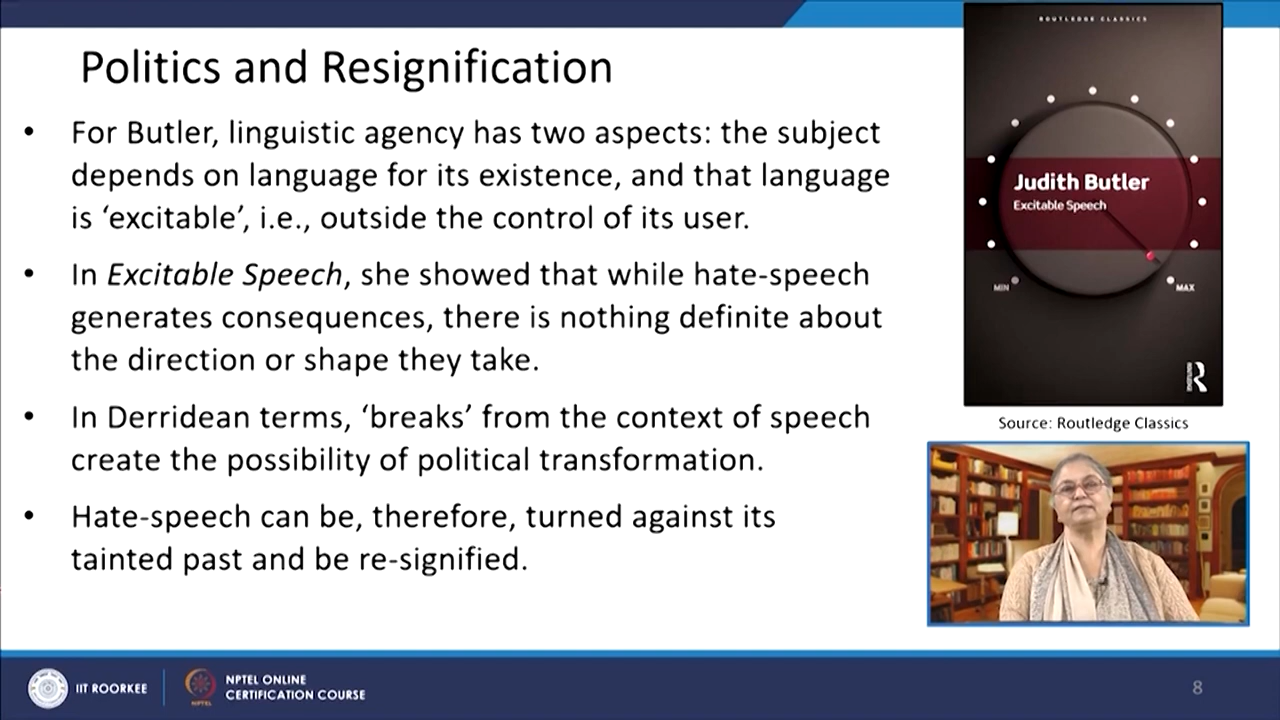 Politics and Resignification
• For Butler, linguistic agency has two aspects: the subject
depends on language for its existence, and that language
is ‘excitable’, i.e., outside the control of its user.
• In Excitable Speech, she showed that while hate-speech
generates consequences, there is nothing definite about
the direction or shape they take.
• In Derridean terms, ‘breaks’ from the context of speech
create the possibility of political transformation.
• Hate-speech can be, therefore, turned against its
tainted past and be re-signified.
ROUTLEDGE CLASSICS
Judith Butler
Excitable Speech
MIN
MAX
ROUTLEDGE
Source: Routledge Classics
IIT ROORKEE
NPTEL
NPTEL ONLINE
CERTIFICATION COURSE
8